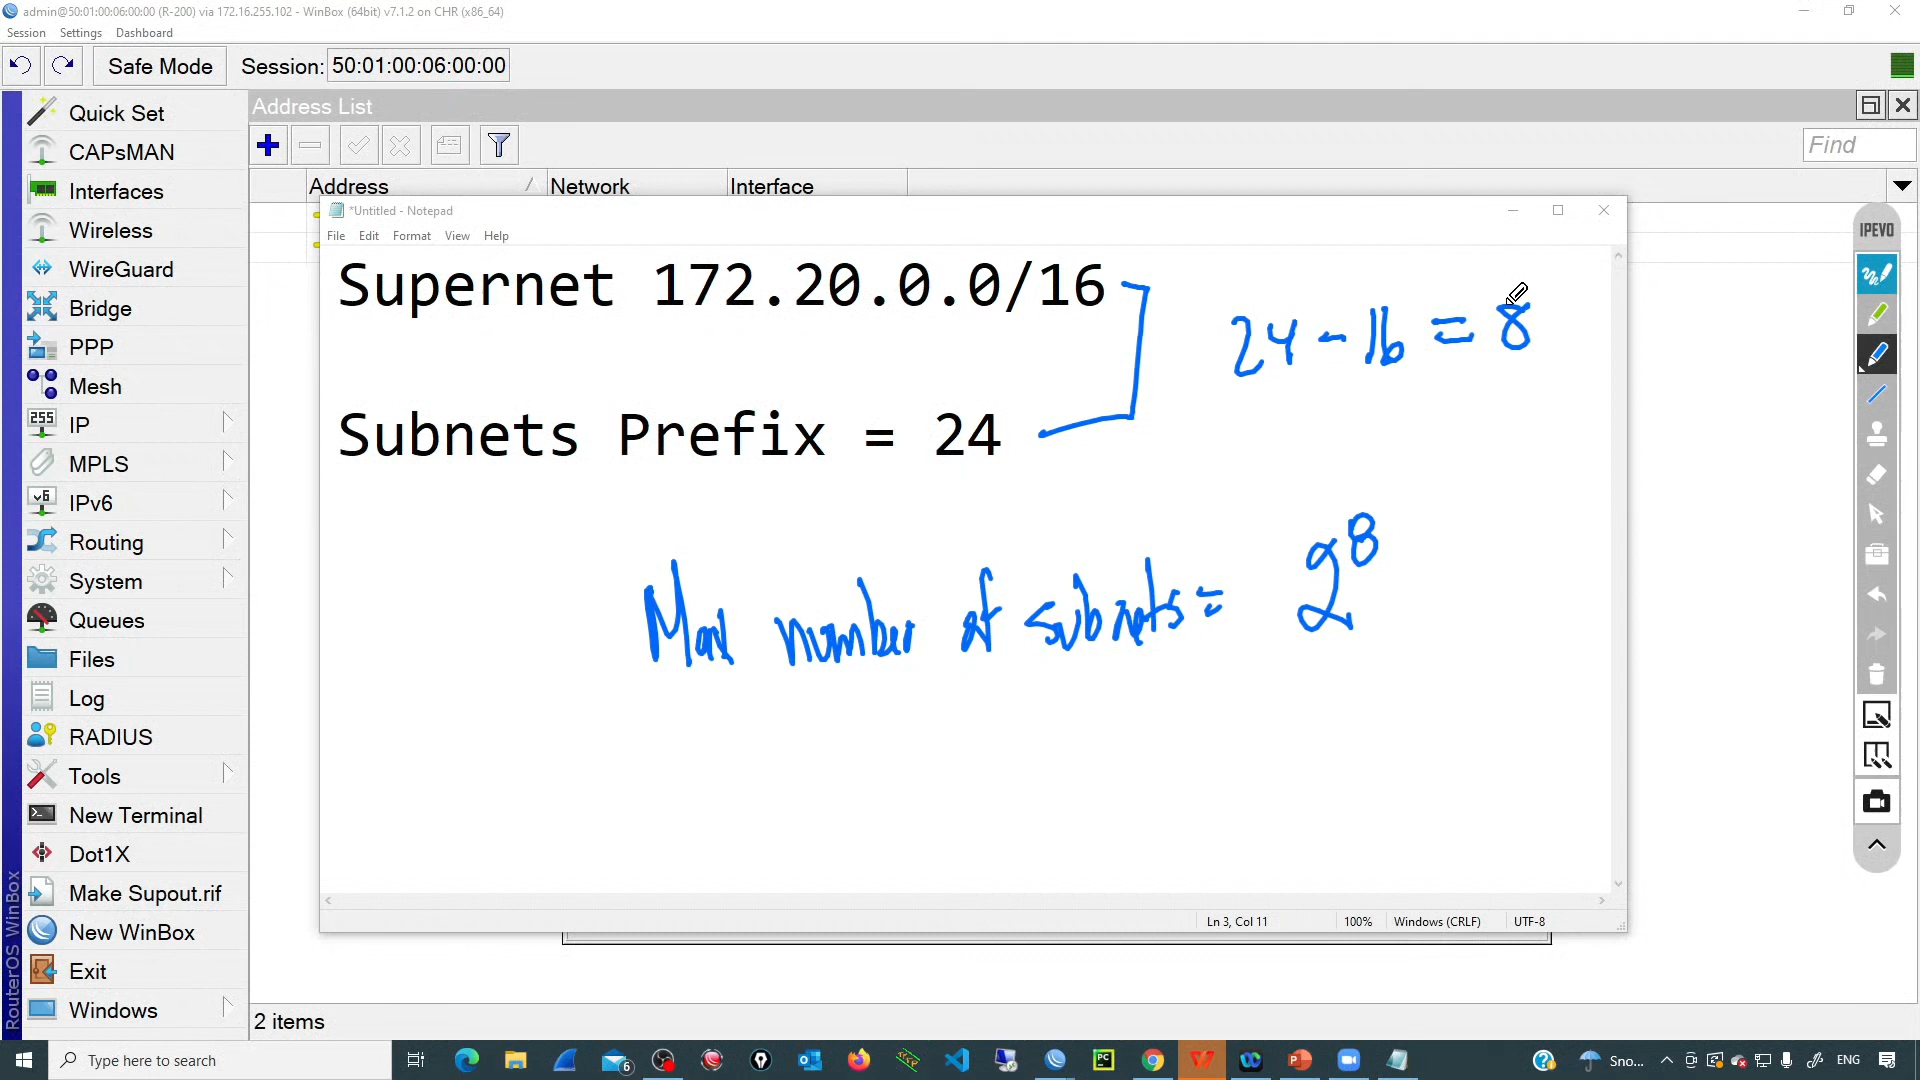 admin@50:01:00:06:00:00 (R-200) via 172.16.255.102 - WinBox (64bit) v7.1.2 on CHR (x86_64)
Session Settings Dashboard
Safe Mode Session: 50:01:00:06:00:00
Address List
Find
Address Network Interface
Quick Set
CAPsMAN
Interfaces
Wireless
WireGuard
Bridge
PPP
Mesh
255 IP
MPLS
v6 IPv6
Routing
System
Queues
Files
Log
RADIUS
Tools
New Terminal
Dot1X
Make Supout.rif
New WinBox
Exit
Windows
RouterOS WinBox
*Untitled - Notepad
File Edit Format View Help
Supernet 172.20.0.0/16
24 - 16 = 8
Subnets Prefix = 24
Max number of subnets = 2^8
Ln 3, Col 11 100% Windows (CRLF) UTF-8
IPEVO
2 items
Type here to search
6
PC
Sno...
ENG